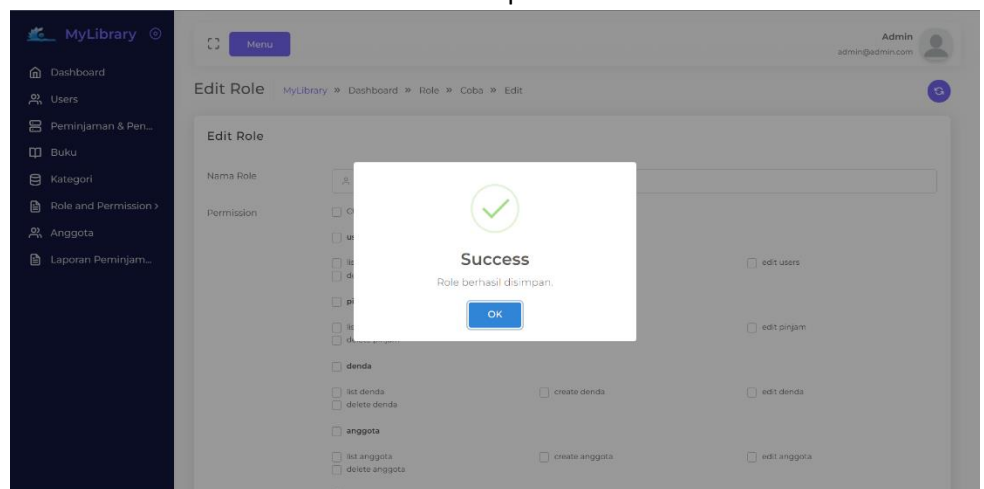 MyLibrary
Menu
Admin
admin@admin.com
Dashboard
Users
Peminjaman & Pen...
Buku
Kategori
Role and Permission >
Anggota
Laporan Peminjam...
Edit Role MyLibrary » Dashboard » Role » Coba » Edit
Edit Role
Nama Role
Permission
edit users
edit pinjam
denda
list denda create denda edit denda
delete denda
anggota
list anggota create anggota edit anggota
delete anggota
Success
Role berhasil disimpan.
OK